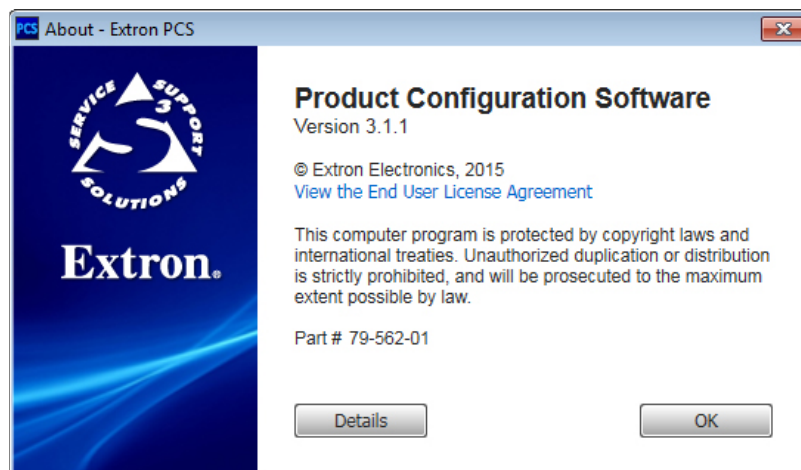 PCS About - Extron PCS
SERVICE SUPPORT SOLUTIONS
3
Extron®
Product Configuration Software
Version 3.1.1
© Extron Electronics, 2015
View the End User License Agreement
This computer program is protected by copyright laws and
international treaties. Unauthorized duplication or distribution
is strictly prohibited, and will be prosecuted to the maximum
extent possible by law.
Part # 79-562-01
Details
OK